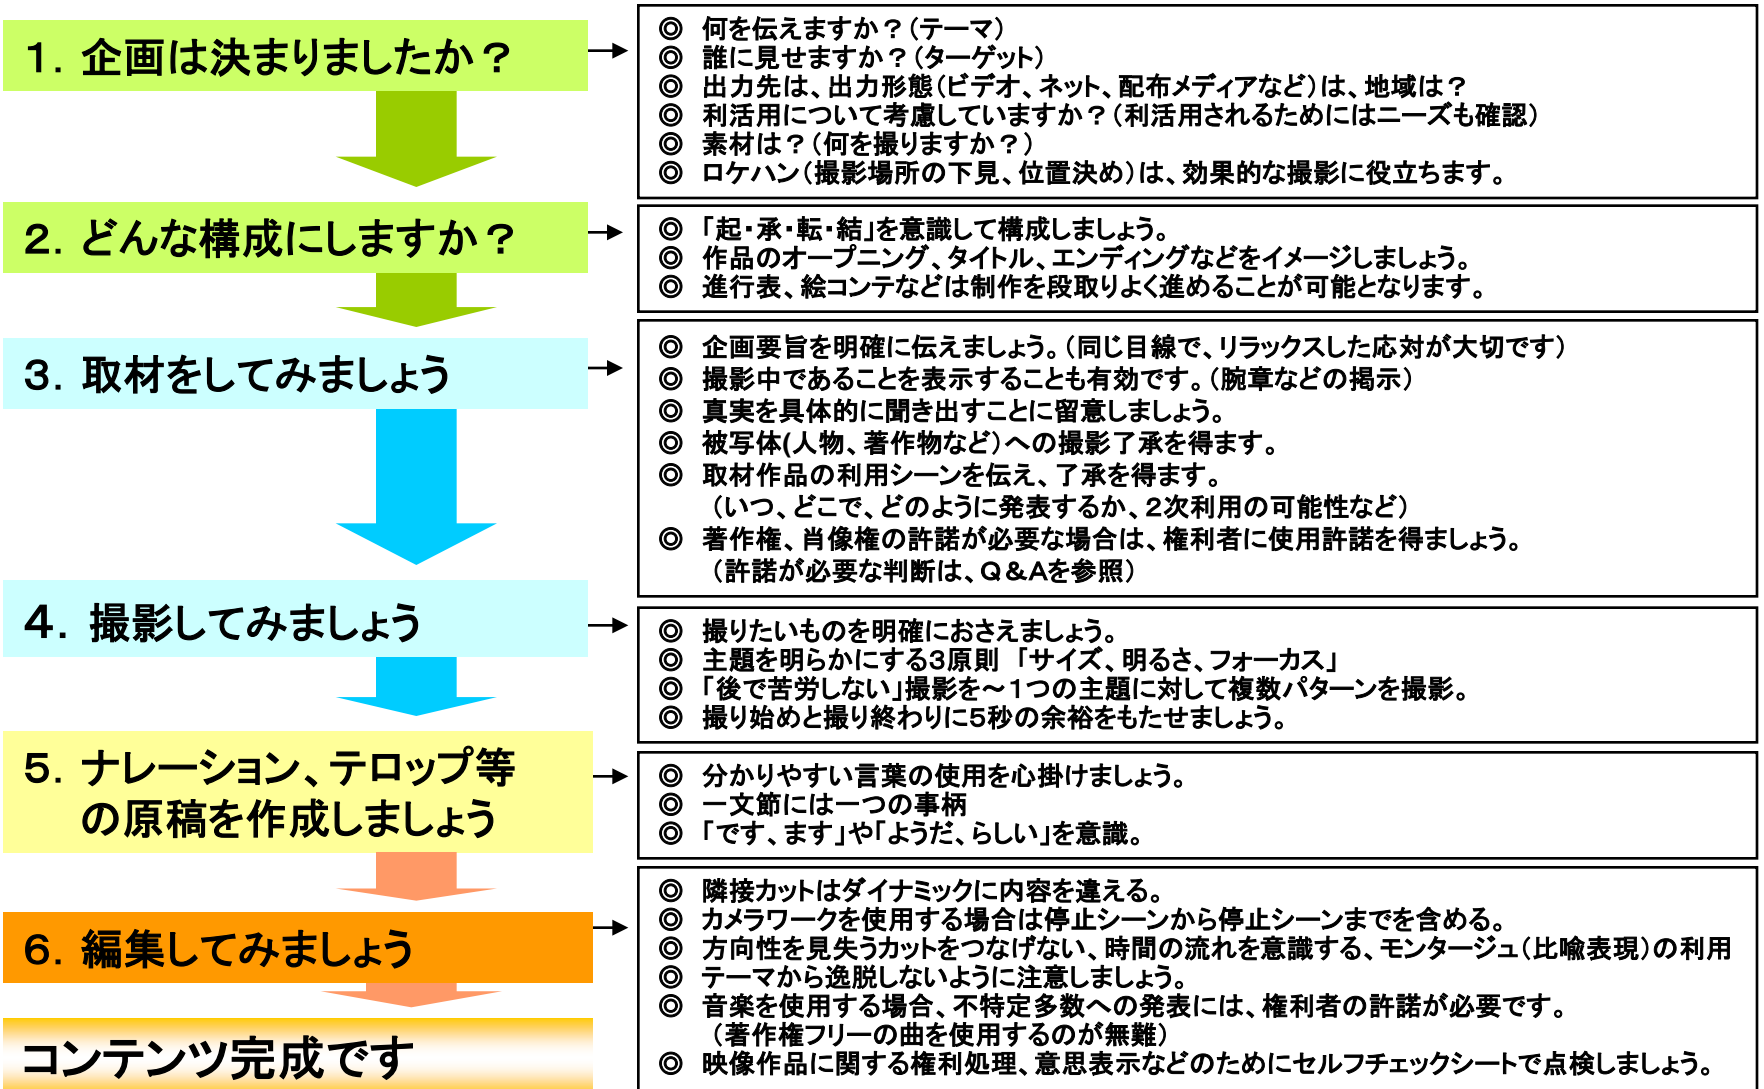 １．企画は決まりましたか？
◎ 何を伝えますか？（テーマ）
◎ 誰に見せますか？（ターゲット）
◎ 出力先は、出力形態（ビデオ、ネット、配布メディアなど）は、地域は？
◎ 利活用について考慮していますか？（利活用されるためにはニーズも確認）
◎ 素材は？（何を撮りますか？）
◎ ロケハン（撮影場所の下見、位置決め）は、効果的な撮影に役立ちます。
２．どんな構成にしますか？
◎ 「起・承・転・結」を意識して構成しましょう。
◎ 作品のオープニング、タイトル、エンディングなどをイメージしましょう。
◎ 進行表、絵コンテなどは制作を段取りよく進めることが可能となります。
３．取材をしてみましょう
◎ 企画要旨を明確に伝えましょう。（同じ目線で、リラックスした応対が大切です）
◎ 撮影中であることを表示することも有効です。（腕章などの掲示）
◎ 真実を具体的に聞き出すことに留意しましょう。
◎ 被写体(人物、著作物など）への撮影了承を得ます。
◎ 取材作品の利用シーンを伝え、了承を得ます。
（いつ、どこで、どのように発表するか、２次利用の可能性など）
◎ 著作権、肖像権の許諾が必要な場合は、権利者に使用許諾を得ましょう。
（許諾が必要な判断は、Ｑ＆Ａを参照）
４．撮影してみましょう
◎ 撮りたいものを明確におさえましょう。
◎ 主題を明らかにする３原則 「サイズ、明るさ、フォーカス」
◎ 「後で苦労しない」撮影を～１つの主題に対して複数パターンを撮影。
◎ 撮り始めと撮り終わりに５秒の余裕をもたせましょう。
５．ナレーション、テロップ等
の原稿を作成しましょう
◎ 分かりやすい言葉の使用を心掛けましょう。
◎ 一文節には一つの事柄
◎ 「です、ます」や「ようだ、らしい」を意識。
６．編集してみましょう
◎ 隣接カットはダイナミックに内容を違える。
◎ カメラワークを使用する場合は停止シーンから停止シーンまでを含める。
◎ 方向性を見失うカットをつなげない、時間の流れを意識する、モンタージュ（比喩表現）の利用
◎ テーマから逸脱しないように注意しましょう。
◎ 音楽を使用する場合、不特定多数への発表には、権利者の許諾が必要です。
（著作権フリーの曲を使用するのが無難）
◎ 映像作品に関する権利処理、意思表示などのためにセルフチェックシートで点検しましょう。
コンテンツ完成です